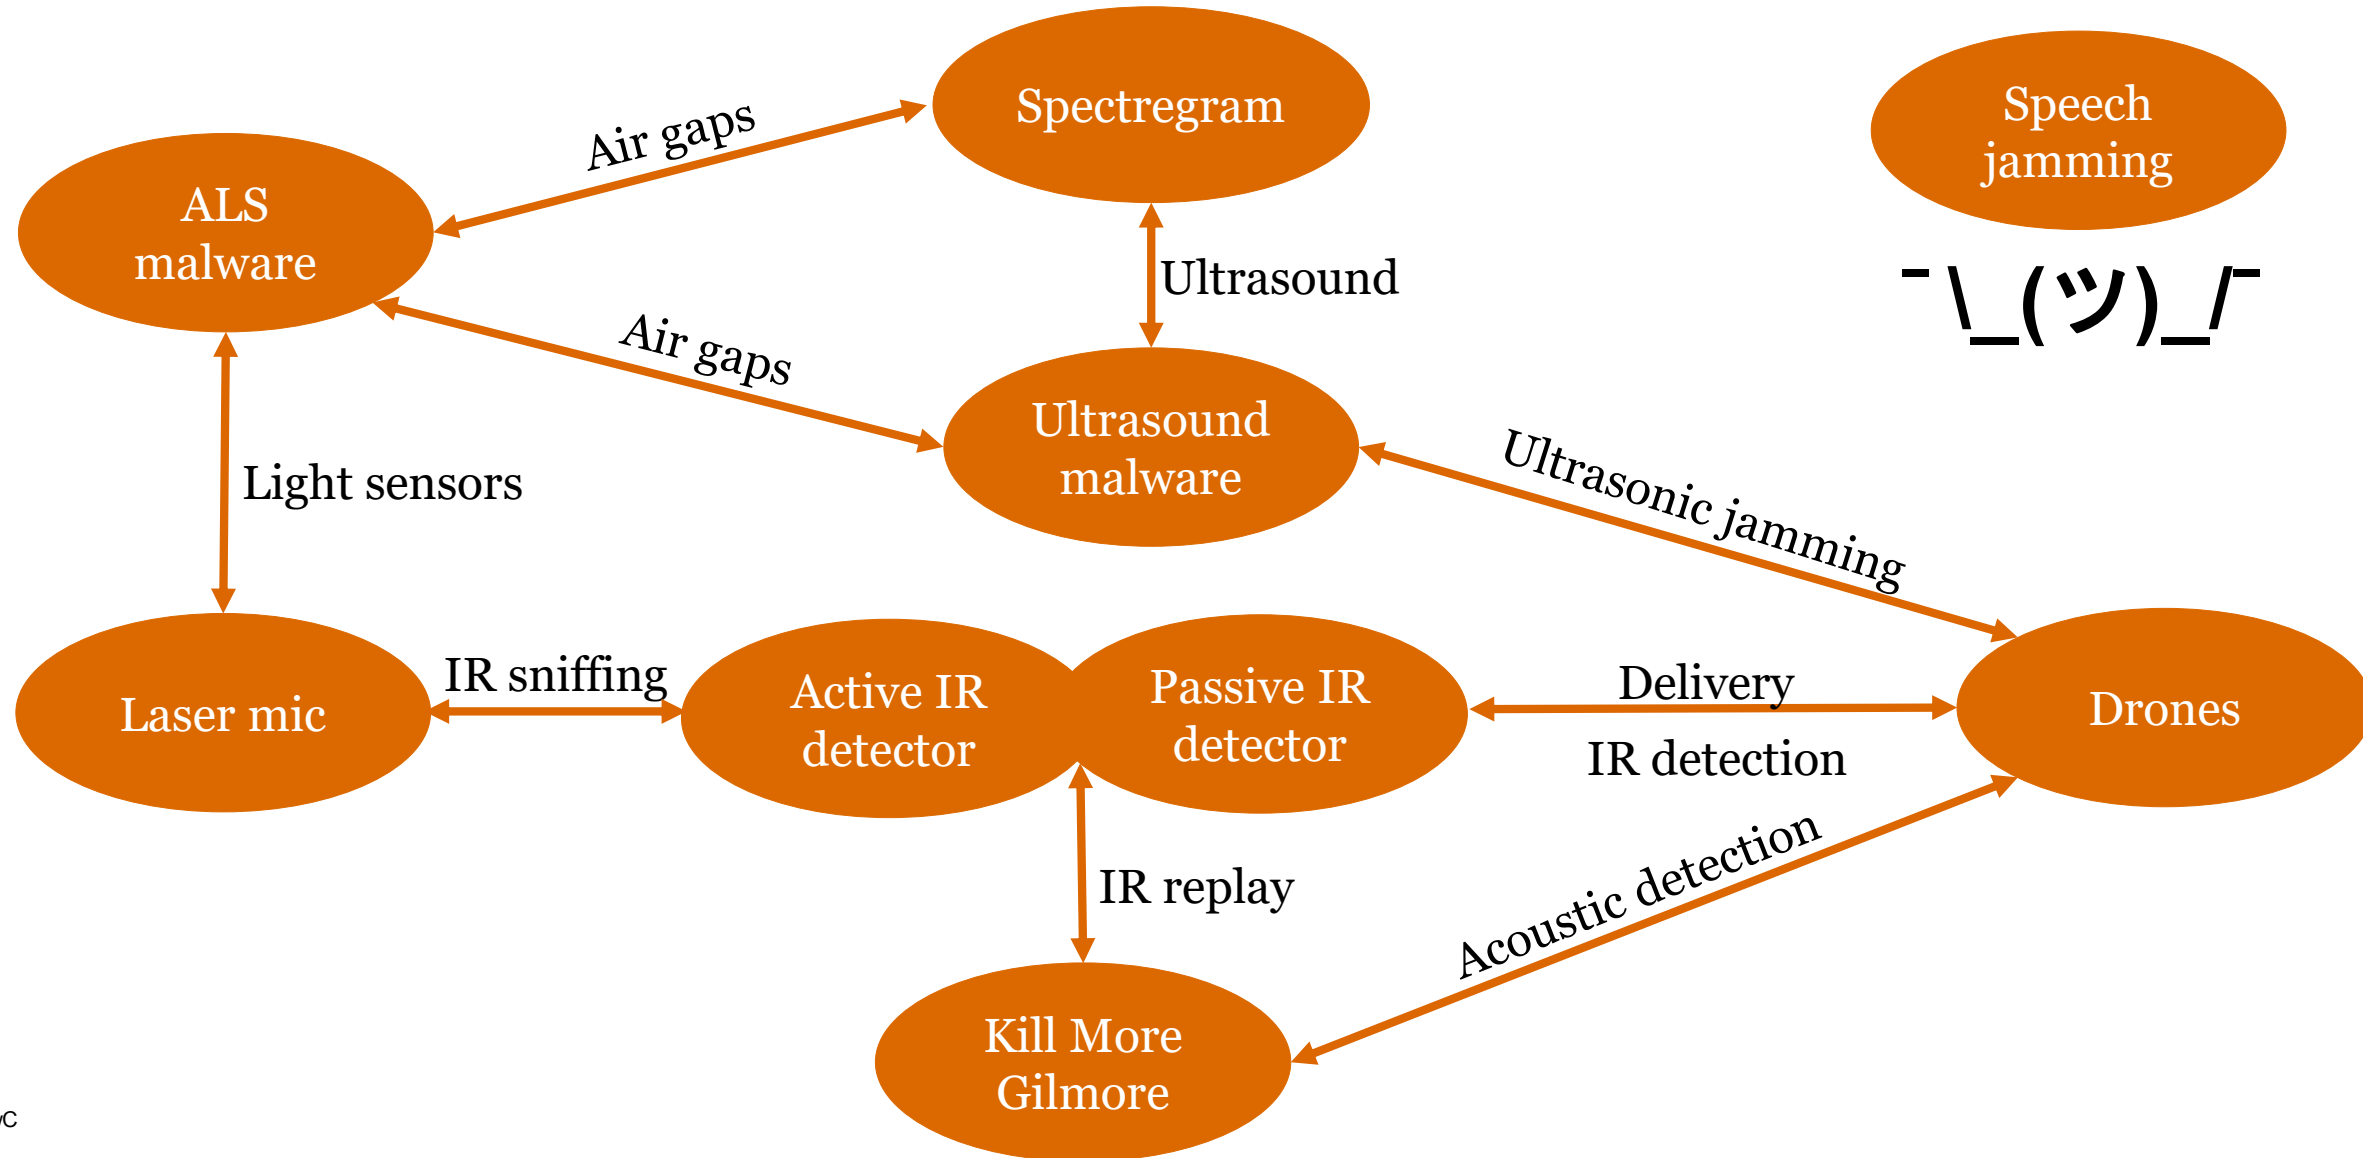 Spectregram
Speech
jamming
Air gaps
ALS
malware
Ultrasound
¯\_(ツ)_/¯
Air gaps
Ultrasound
malware
Light sensors
Ultrasonic jamming
IR sniffing
Laser mic
Active IR
detector
Passive IR
detector
Delivery
IR detection
Drones
IR replay
Acoustic detection
Kill More
Gilmore